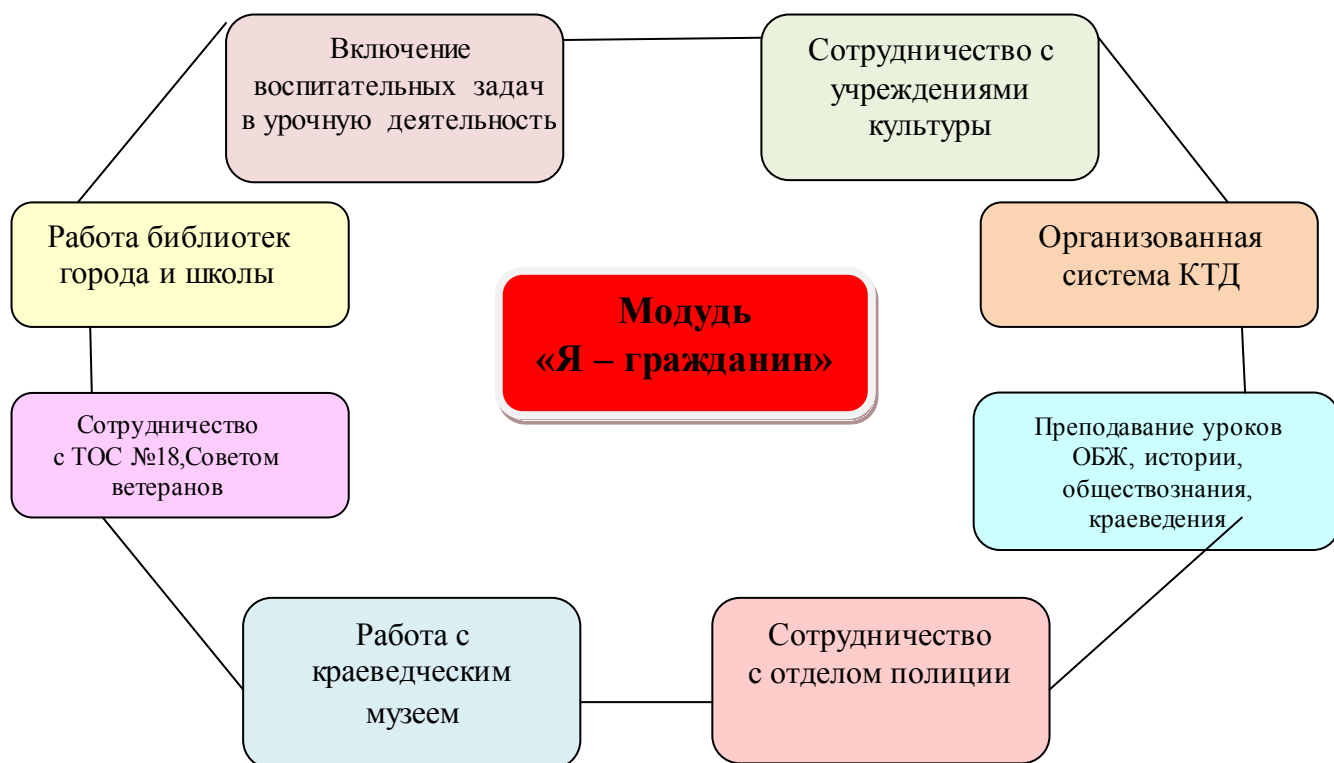 Включение
воспитательных задач
в урочную деятельность
Сотрудничество с
учреждениями
культуры
Работа библиотек
города и школы
Организованная
система КТД
Модудь
«Я – гражданин»
Сотрудничество
с ТОС №18,Советом
ветеранов
Преподавание уроков
ОБЖ, истории,
обществознания,
краеведения
Работа с
краеведческим
музеем
Сотрудничество
с отделом полиции